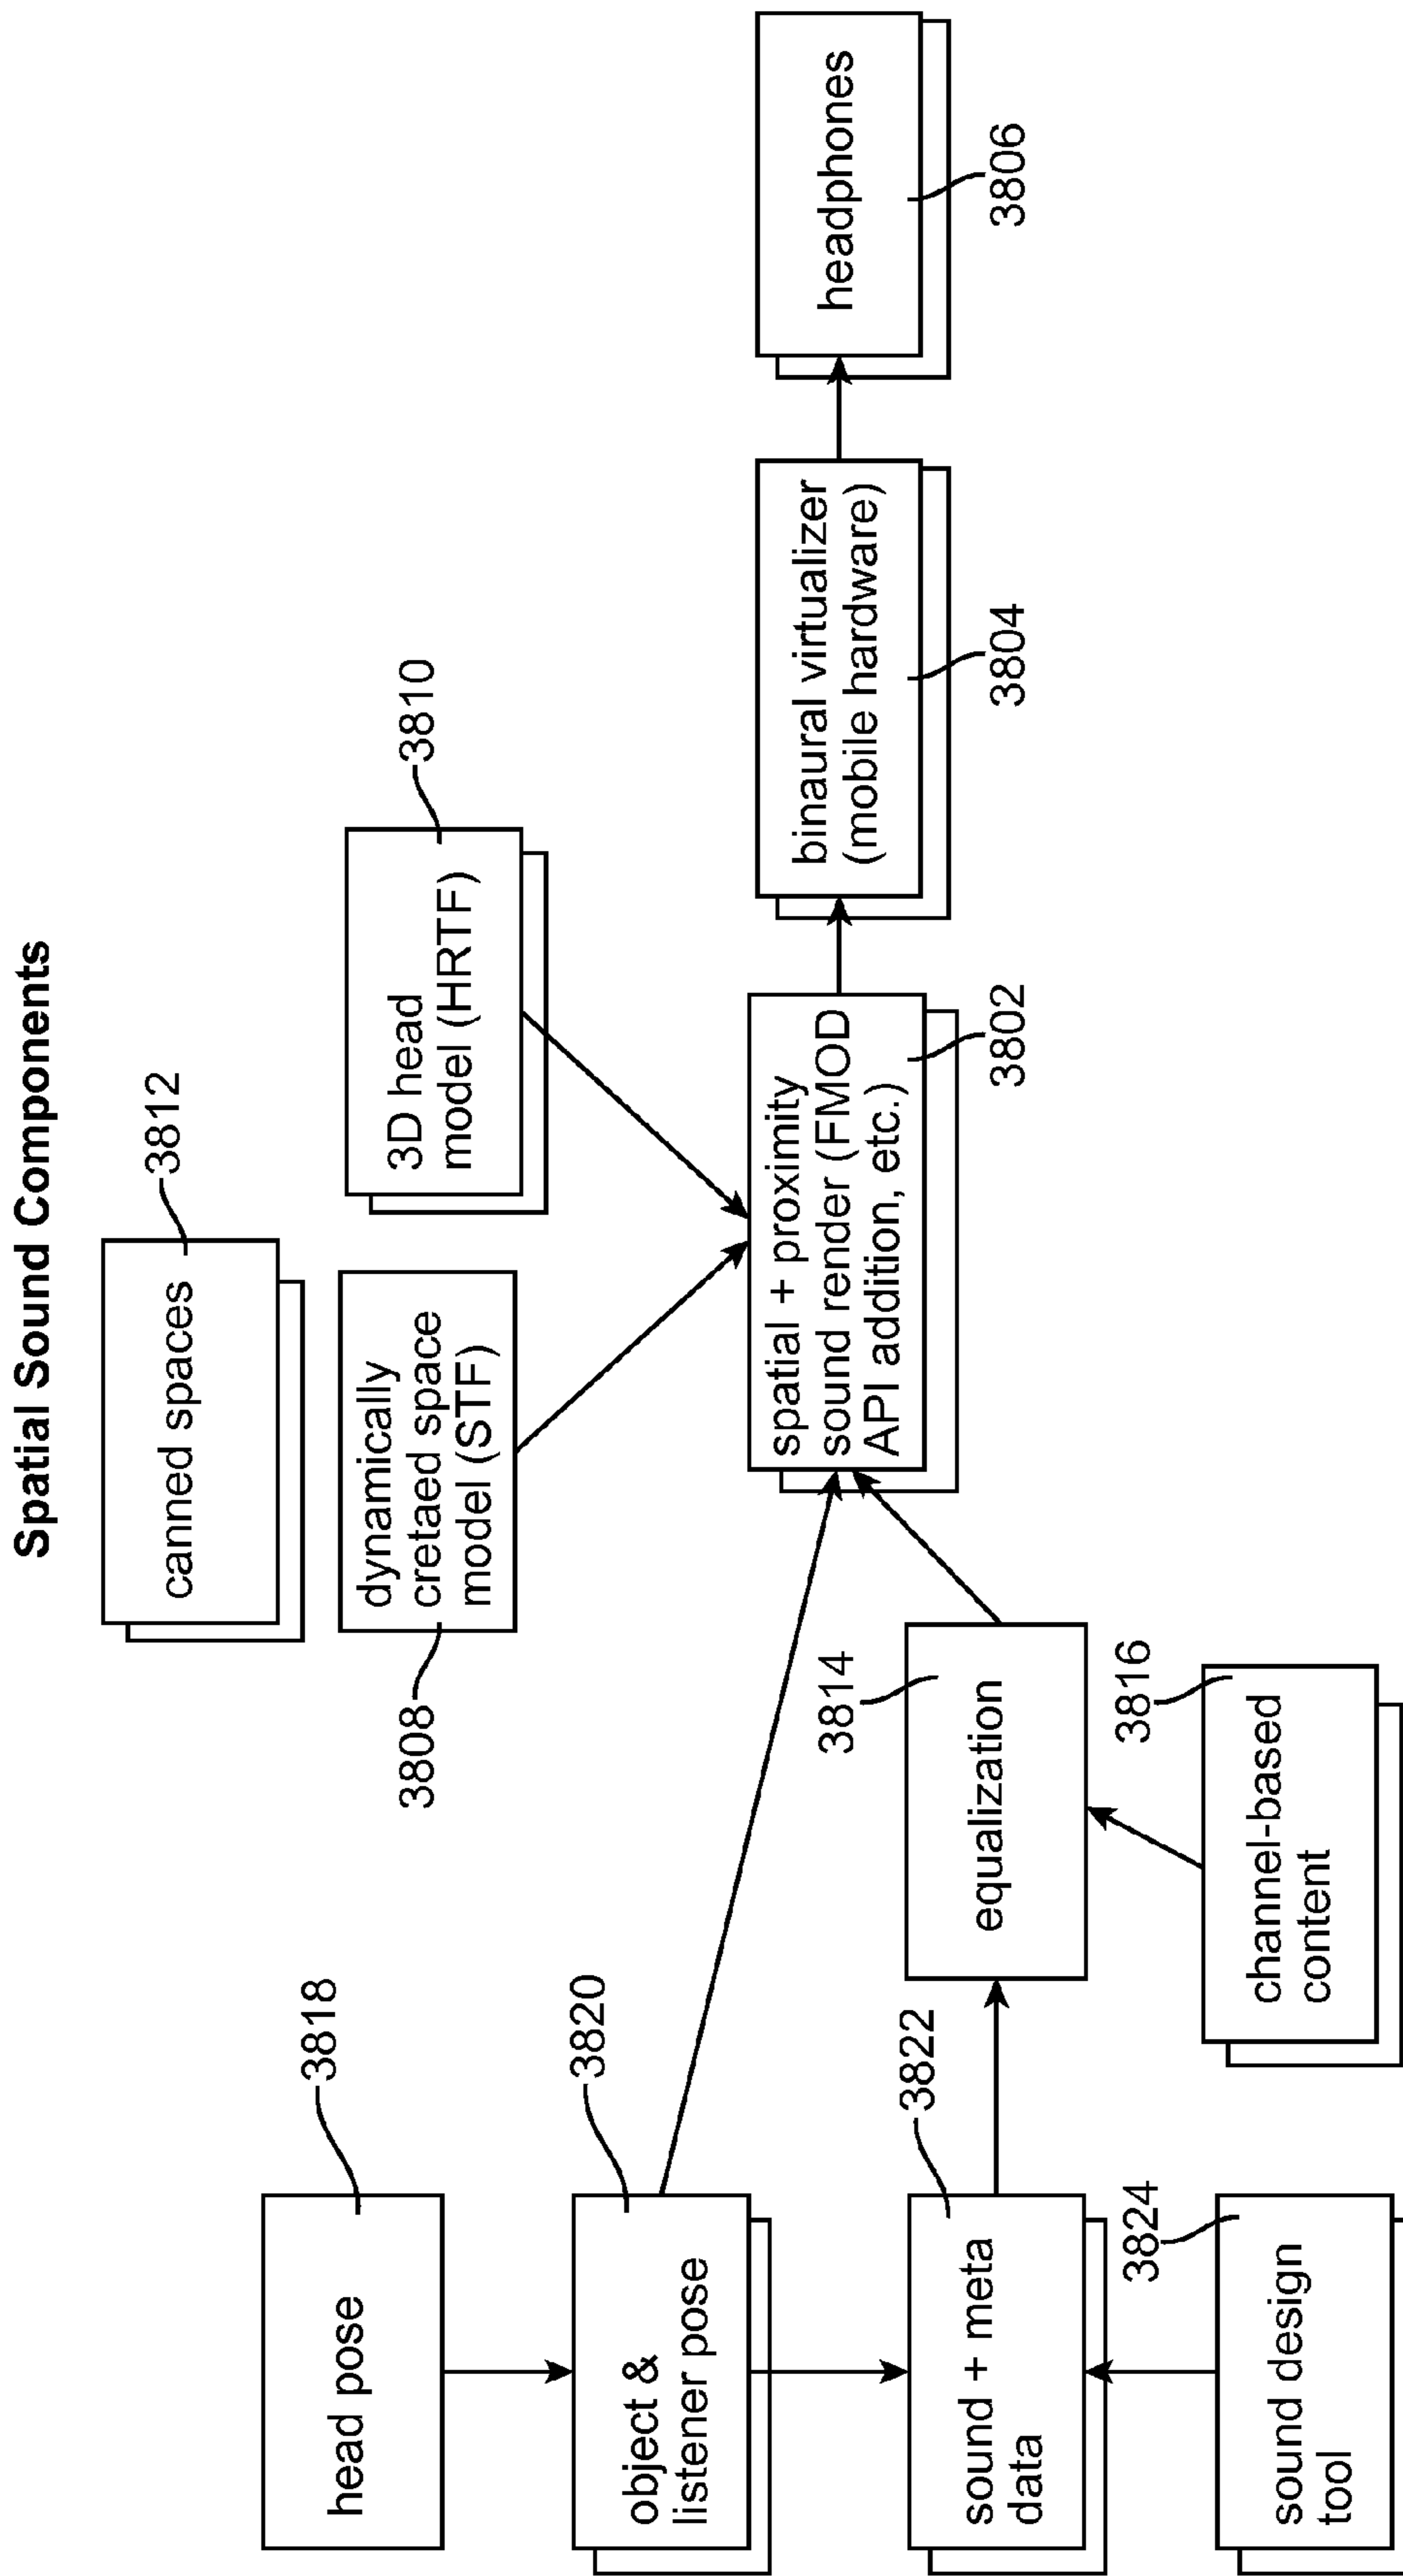 Spatial Sound Components
canned spaces
3812
dynamically
cretaed space
model (STF)
3808
3D head
model (HRTF)
3810
head pose
3818
object &
listener pose
3820
spatial + proximity
sound render (FMOD
API addition, etc.)
3802
binaural virtualizer
(mobile hardware)
3804
headphones
3806
sound + meta
data
3822
equalization
3814
sound design
tool
3824
channel-based
content
3816